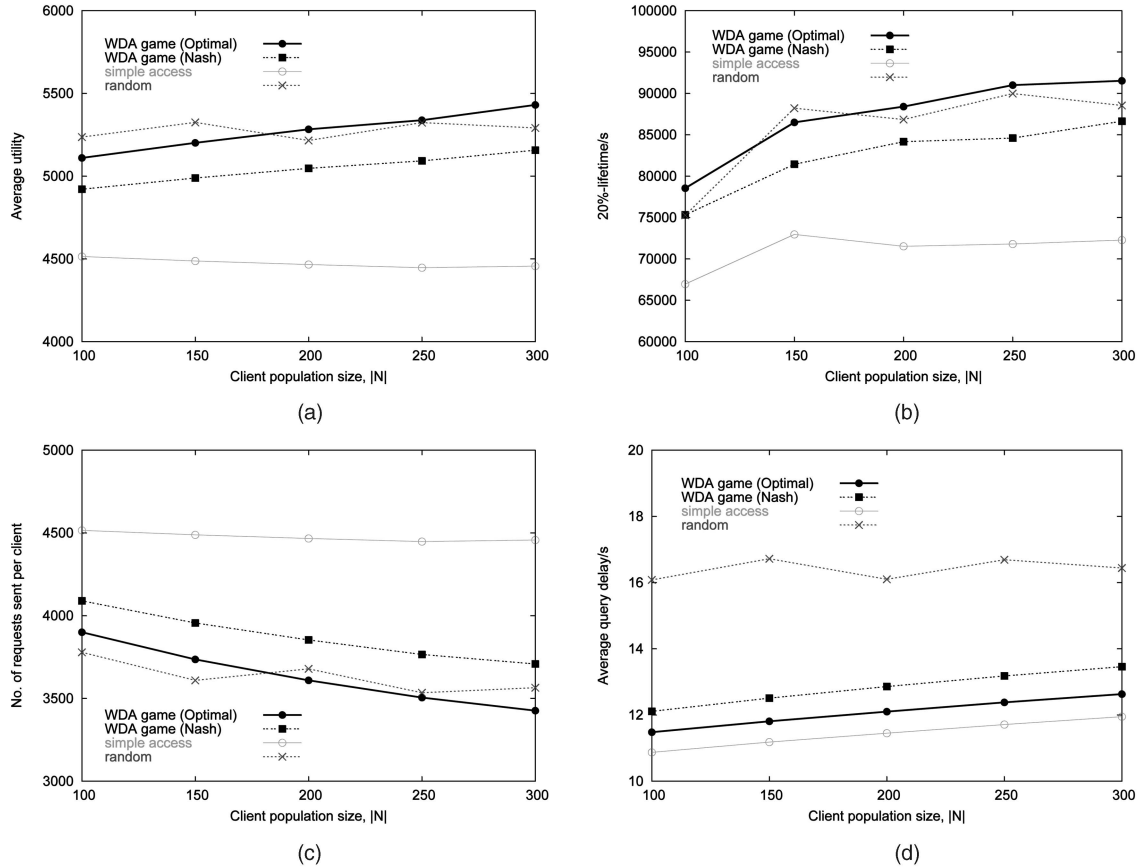 6000
5500
5000
4500
4000
Average utility
WDA game (Optimal)
WDA game (Nash)
simple access
random
100 150 200 250 300
Client population size, |N|
(a)
100000
95000
90000
85000
80000
75000
70000
65000
60000
20%-lifetime/s
WDA game (Optimal)
WDA game (Nash)
simple access
random
100 150 200 250 300
Client population size, |N|
(b)
5000
4500
4000
3500
3000
No. of requests sent per client
WDA game (Optimal)
WDA game (Nash)
simple access
random
100 150 200 250 300
Client population size, |N|
(c)
20
18
16
14
12
10
Average query delay/s
WDA game (Optimal)
WDA game (Nash)
simple access
random
100 150 200 250 300
Client population size, |N|
(d)